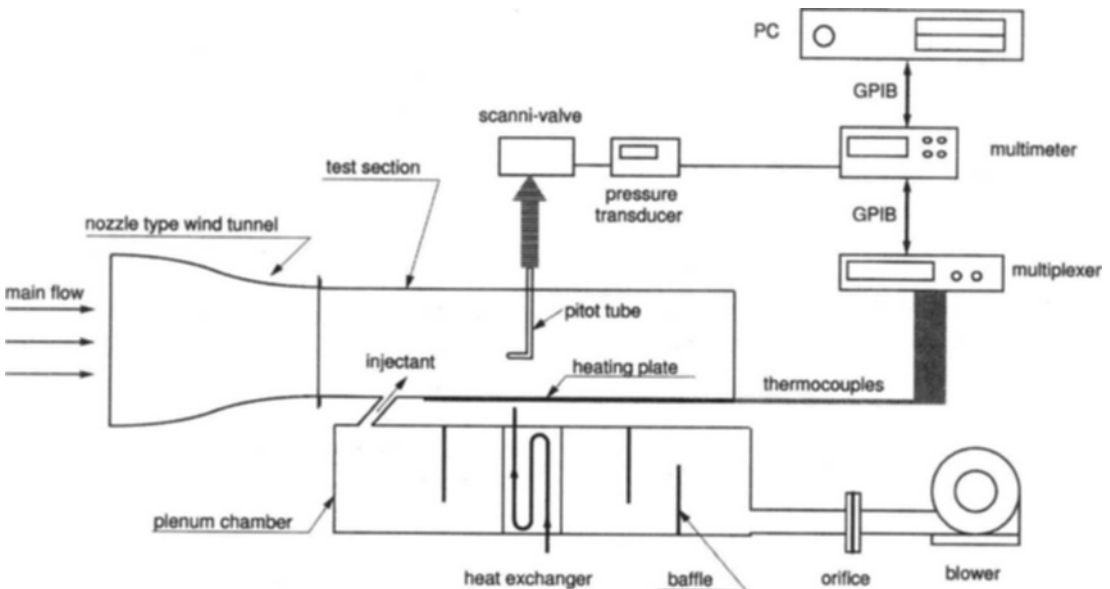 PC
GPIB
scanni-valve
multimeter
test section
pressure
transducer
GPIB
nozzle type wind tunnel
multiplexer
main flow
pitot tube
injectant
heating plate
thermocouples
plenum chamber
heat exchanger
baffle
orifice
blower